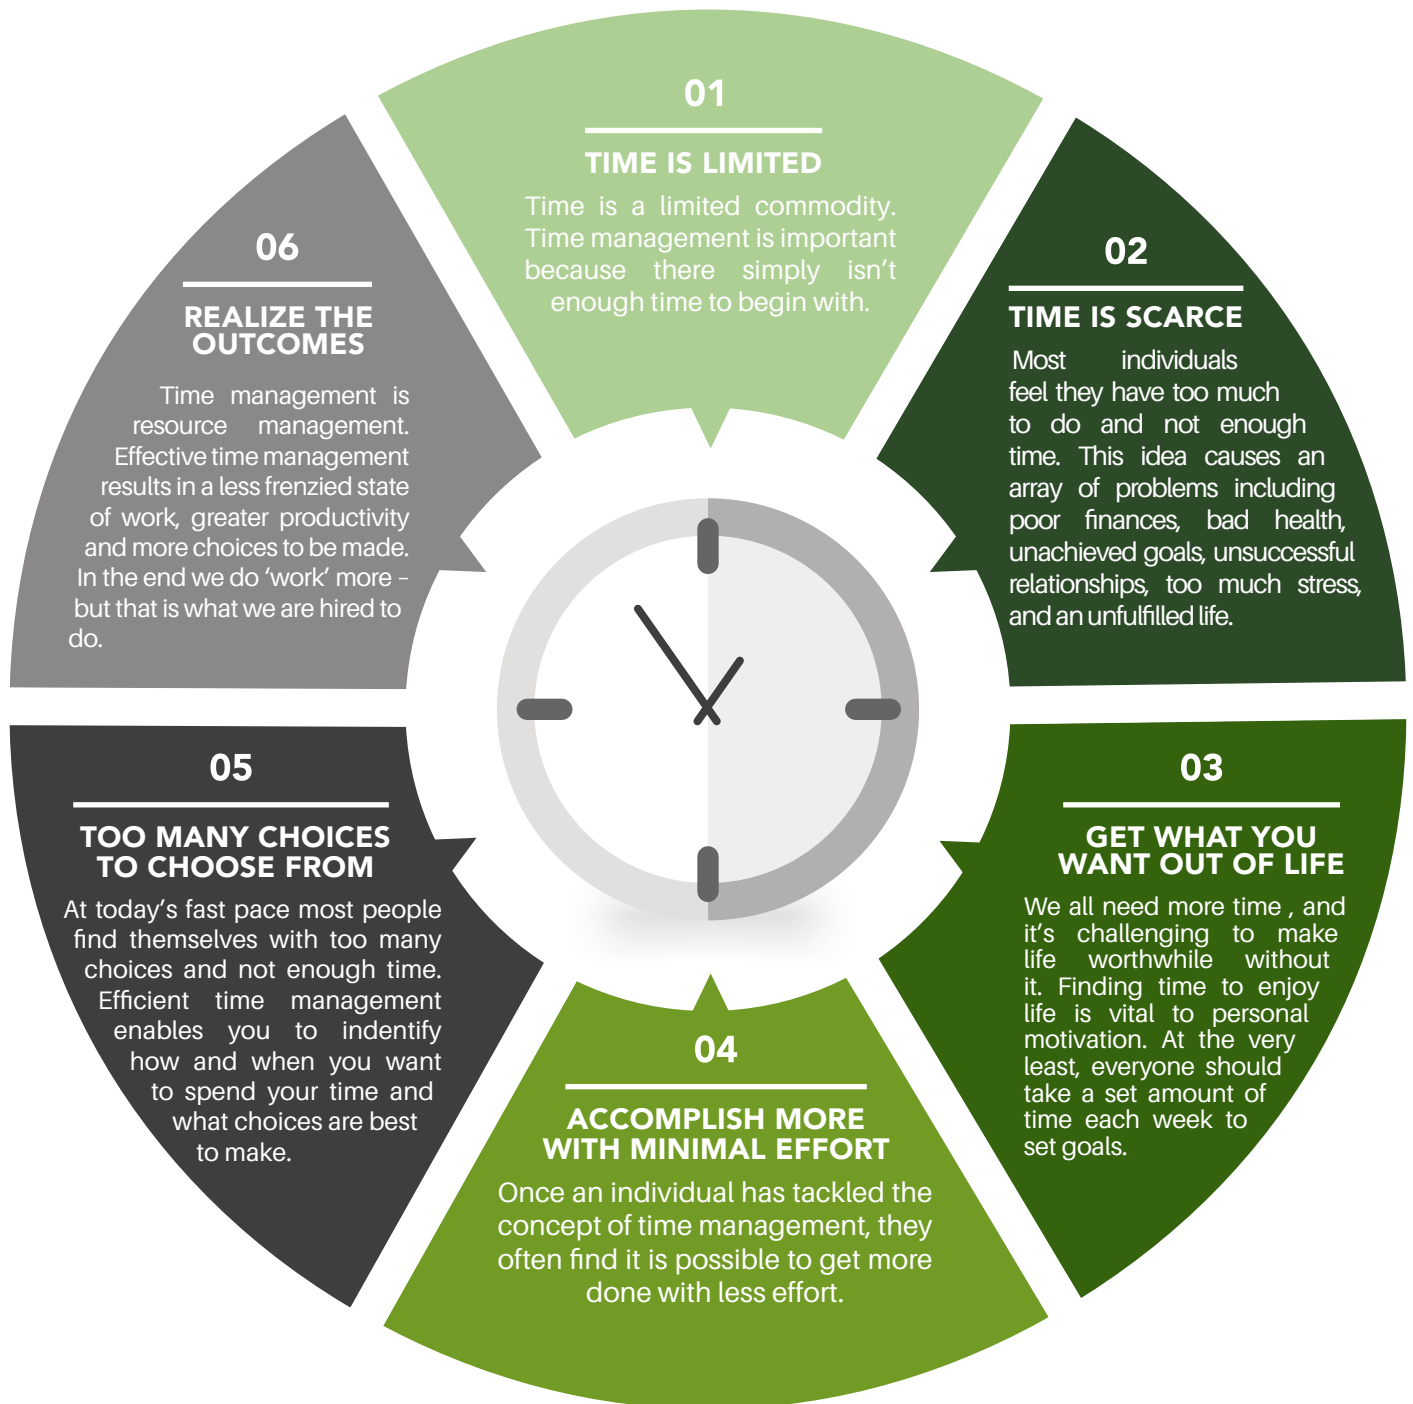 01
TIME IS LIMITED
Time is a limited commodity.
Time management is important
because there simply isn't
enough time to begin with.
02
TIME IS SCARCE
Most individuals
feel they have too much
to do and not enough
time. This idea causes an
array of problems including
poor finances, bad health,
unachieved goals, unsuccessful
relationships, too much stress,
and an unfulfilled life.
03
GET WHAT YOU
WANT OUT OF LIFE
We all need more time , and
it's challenging to make
life worthwhile without
it. Finding time to enjoy
life is vital to personal
motivation. At the very
least, everyone should
take a set amount of
time each week to
set goals.
04
ACCOMPLISH MORE
WITH MINIMAL EFFORT
Once an individual has tackled the
concept of time management, they
often find it is possible to get more
done with less effort.
05
TOO MANY CHOICES
TO CHOOSE FROM
At today's fast pace most people
find themselves with too many
choices and not enough time.
Efficient time management
enables you to indentify
how and when you want
to spend your time and
what choices are best
to make.
06
REALIZE THE
OUTCOMES
Time management is
resource management.
Effective time management
results in a less frenzied state
of work, greater productivity
and more choices to be made.
In the end we do ‘work’ more –
but that is what we are hired to
do.